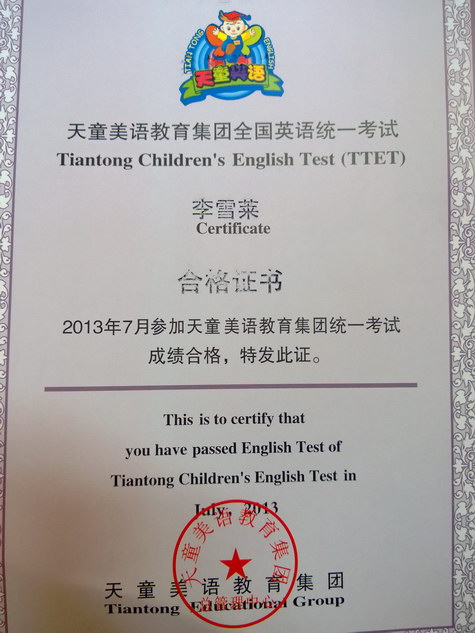 TIAN TONG ENGLISH
天童美语
天童美语教育集团全国英语统一考试
Tiantong Children's English Test (TTET)
李雪莱
Certificate
合格证书
2013年7月参加天童美语教育集团统一考试
成绩合格，特发此证。
This is to certify that
you have passed English Test of
Tiantong Children's English Test in
July，2013
天童美语教育集团
总管理中心
天童美语教育集团
Tiantong Educational Group